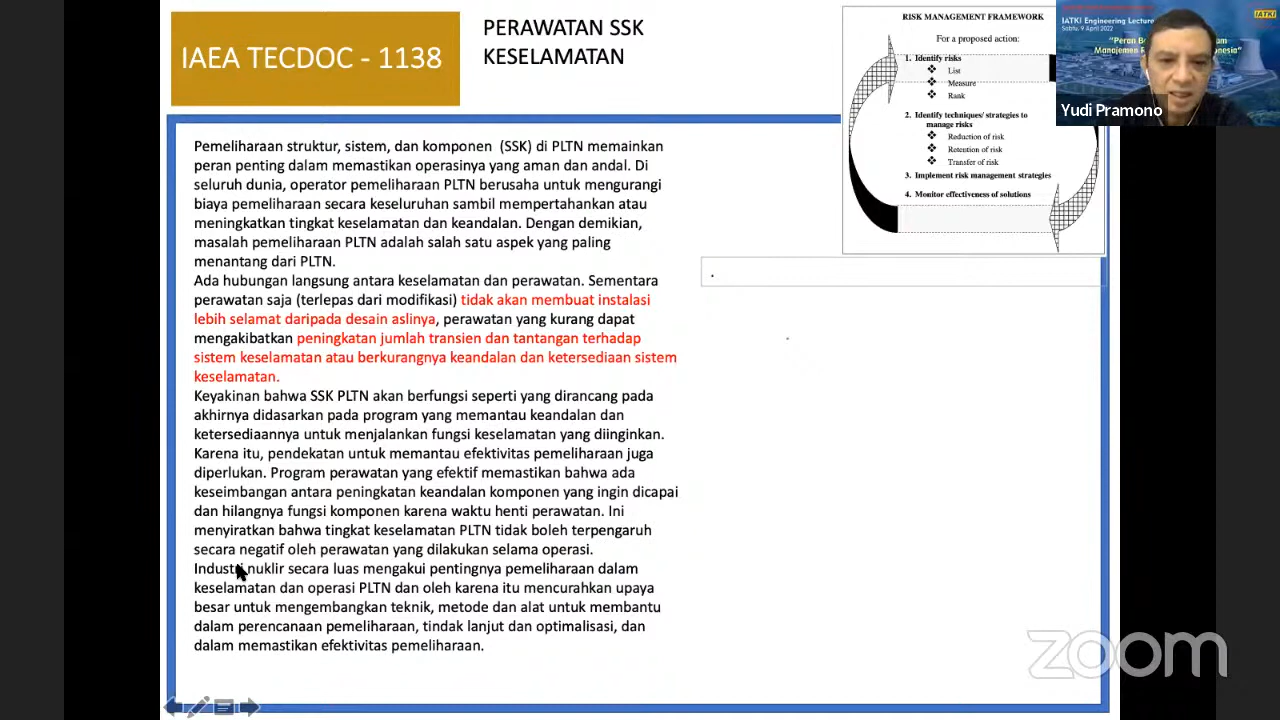 IAEA TECDOC - 1138
PERAWATAN SSK
KESELAMATAN
Pemeliharaan struktur, sistem, dan komponen (SSK) di PLTN memainkan
peran penting dalam memastikan operasinya yang aman dan andal. Di
seluruh dunia, operator pemeliharaan PLTN berusaha untuk mengurangi
biaya pemeliharaan secara keseluruhan sambil mempertahankan atau
meningkatkan tingkat keselamatan dan keandalan. Dengan demikian,
masalah pemeliharaan PLTN adalah salah satu aspek yang paling
menantang dari PLTN.
Ada hubungan langsung antara keselamatan dan perawatan. Sementara
perawatan saja (terlepas dari modifikasi) tidak akan membuat instalasi
lebih selamat daripada desain aslinya, perawatan yang kurang dapat
mengakibatkan peningkatan jumlah transien dan tantangan terhadap
sistem keselamatan atau berkurangnya keandalan dan ketersediaan sistem
keselamatan.
Keyakinan bahwa SSK PLTN akan berfungsi seperti yang dirancang pada
akhirnya didasarkan pada program yang memantau keandalan dan
ketersediaannya untuk menjalankan fungsi keselamatan yang diinginkan.
Karena itu, pendekatan untuk memantau efektivitas pemeliharaan juga
diperlukan. Program perawatan yang efektif memastikan bahwa ada
keseimbangan antara peningkatan keandalan komponen yang ingin dicapai
dan hilangnya fungsi komponen karena waktu henti perawatan. Ini
menyiratkan bahwa tingkat keselamatan PLTN tidak boleh terpengaruh
secara negatif oleh perawatan yang dilakukan selama operasi.
Industri nuklir secara luas mengakui pentingnya pemeliharaan dalam
keselamatan dan operasi PLTN dan oleh karena itu mencurahkan upaya
besar untuk mengembangkan teknik, metode dan alat untuk membantu
dalam perencanaan pemeliharaan, tindak lanjut dan optimalisasi, dan
dalam memastikan efektivitas pemeliharaan.
RISK MANAGEMENT FRAMEWORK
For a proposed action:
1. Identify risks
❖ List
❖ Measure
❖ Rank
2. Identify techniques/ strategies to
manage risks
❖ Reduction of risk
❖ Retention of risk
❖ Transfer of risk
3. Implement risk management strategies
4. Monitor effectiveness of solutions
.
IATKI Engineering Lecture
IATKI
Sabtu, 9 April 2022
"Peran
Manajemen
Yudi Pramono
zoom